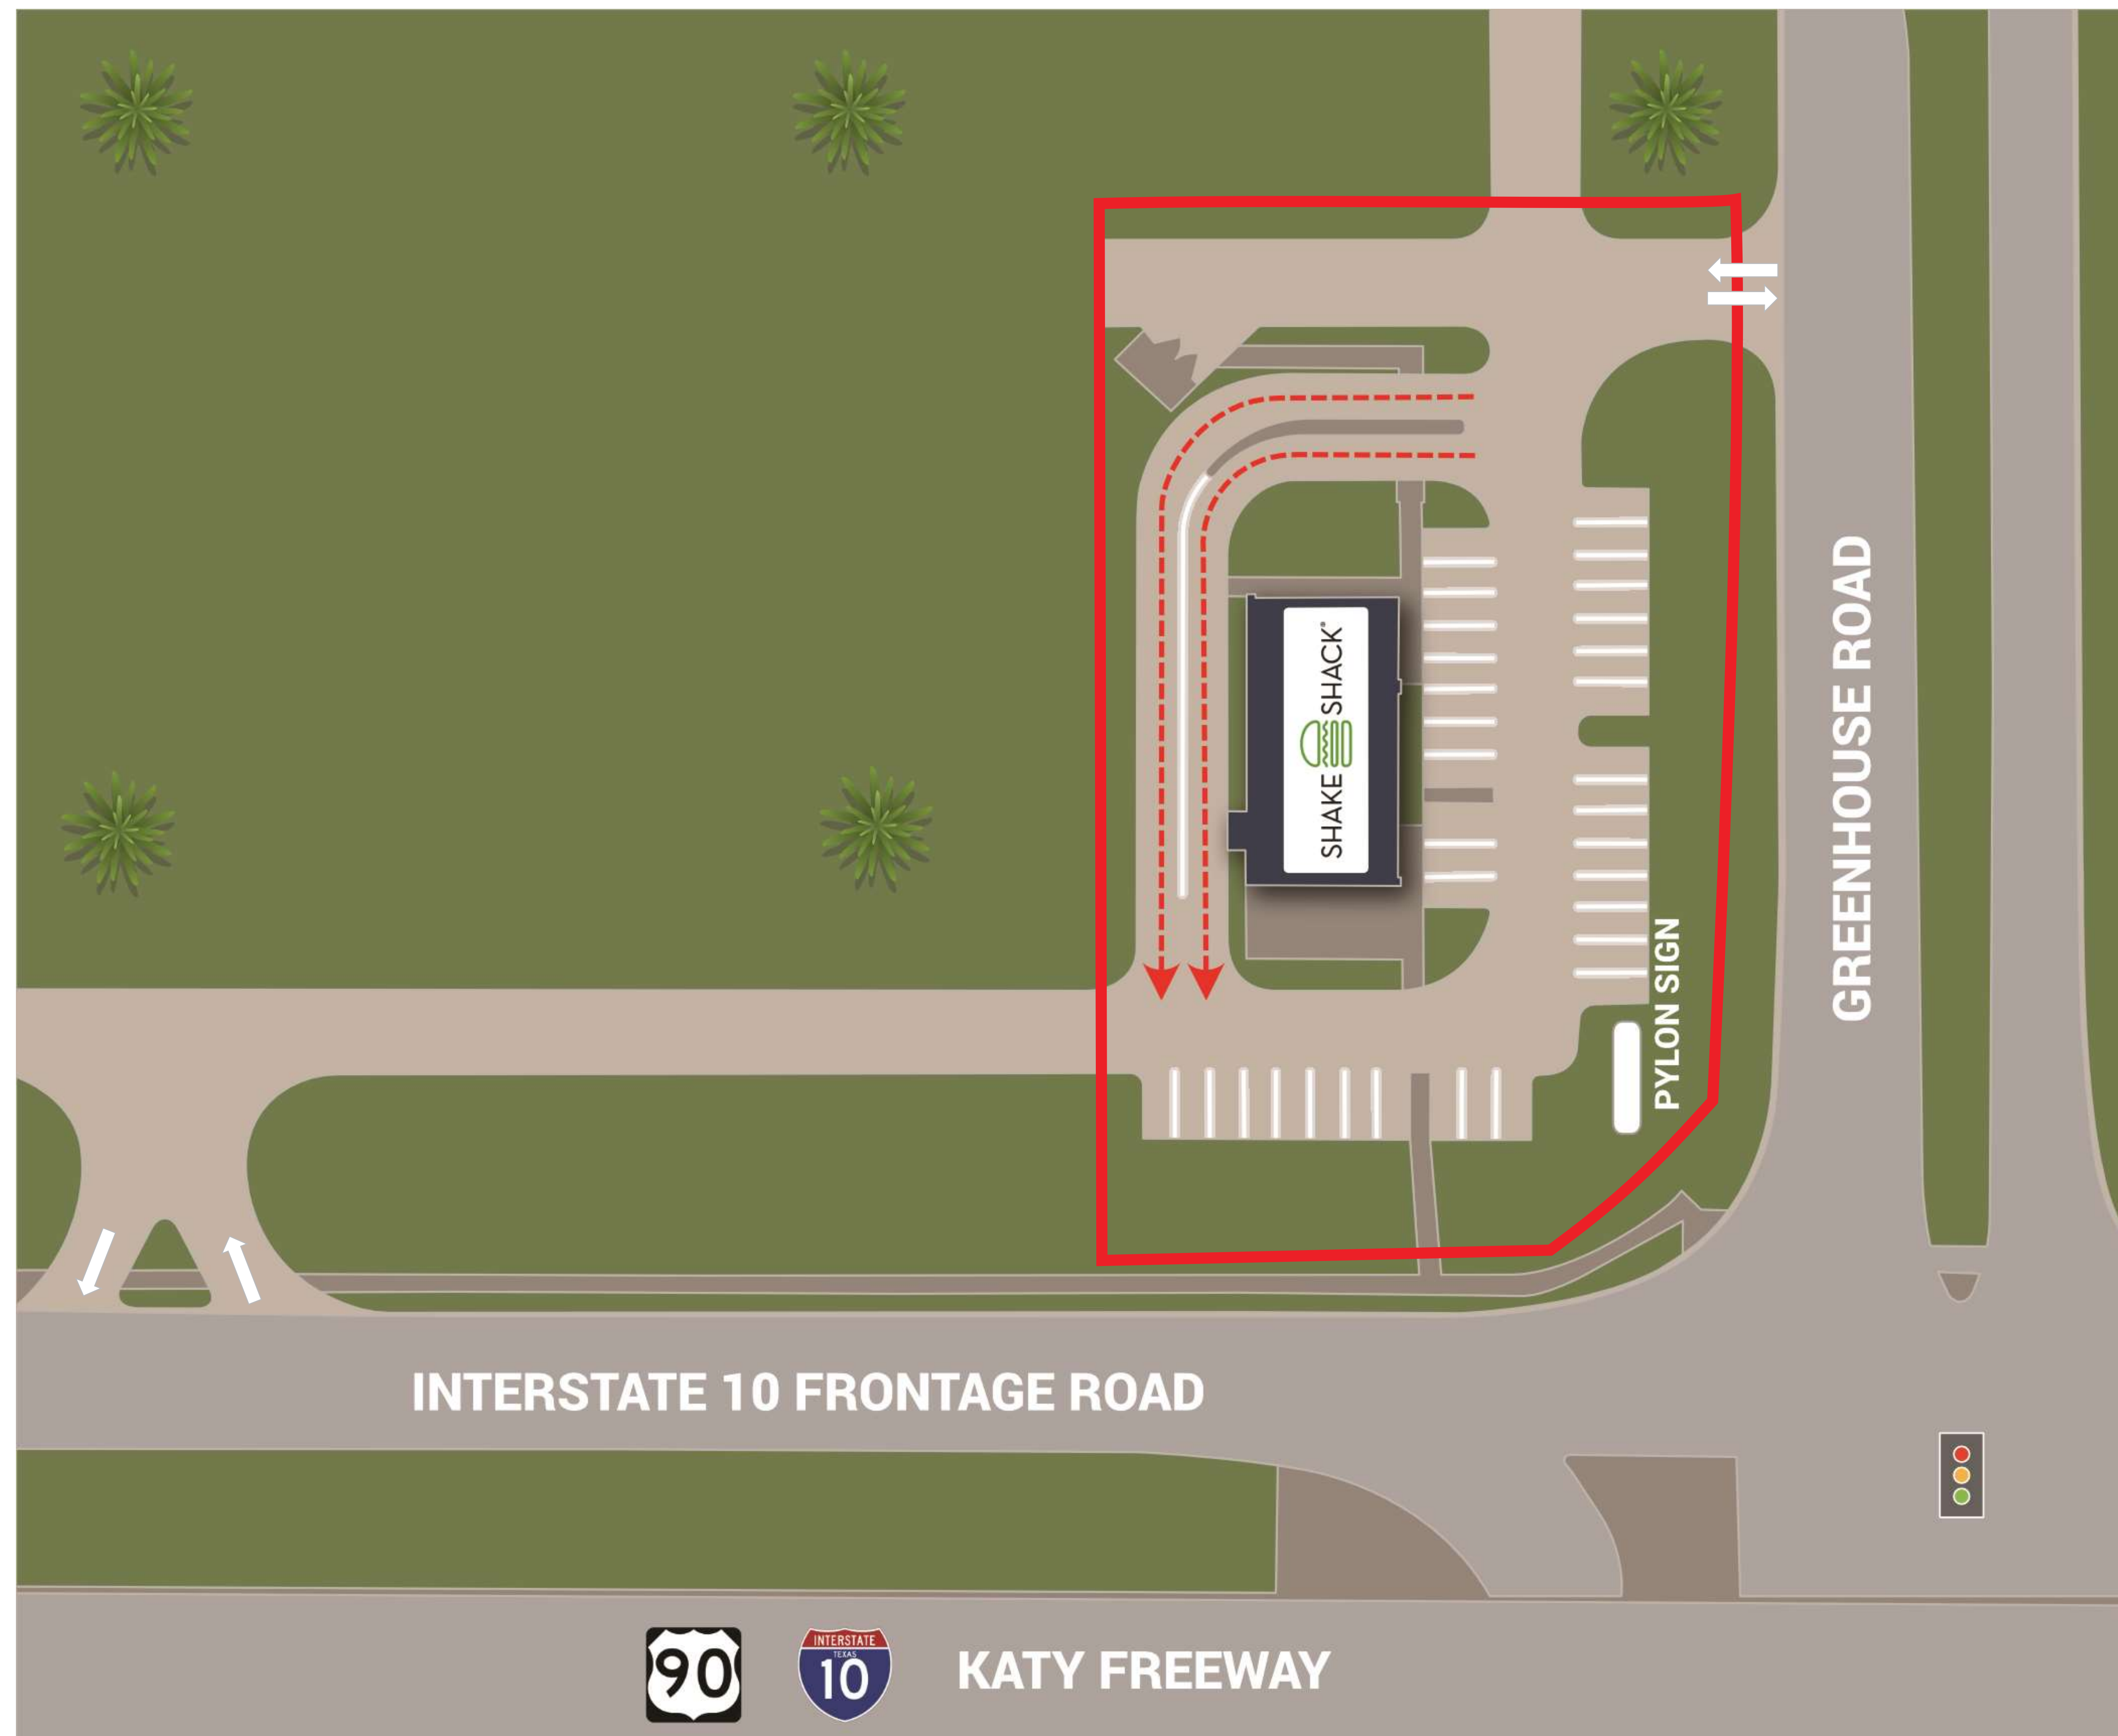 SHAKE SHACK®
GREENHOUSE ROAD
PYLON SIGN
INTERSTATE 10 FRONTAGE ROAD
90
INTERSTATE
TEXAS
10
KATY FREEWAY